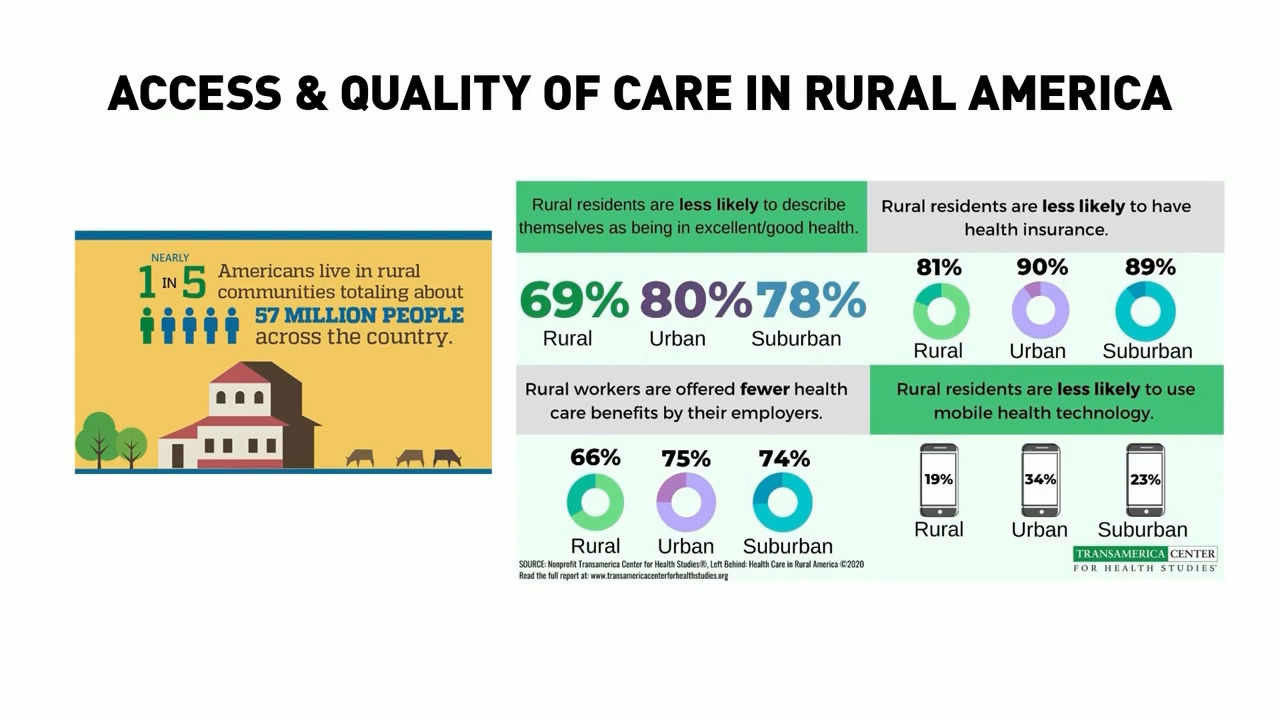 ACCESS & QUALITY OF CARE IN RURAL AMERICA
NEARLY
1 IN 5
Americans live in rural
communities totaling about
57 MILLION PEOPLE
across the country.
Rural residents are less likely to describe
themselves as being in excellent/good health.
69% 80% 78%
Rural Urban Suburban
Rural residents are less likely to have
health insurance.
81% 90% 89%
Rural Urban Suburban
Rural workers are offered fewer health
care benefits by their employers.
66% 75% 74%
Rural Urban Suburban
Rural residents are less likely to use
mobile health technology.
19% 34% 23%
Rural Urban Suburban
SOURCE: Nonprofit Transamerica Center for Health Studies®, Left Behind: Health Care in Rural America ©2020
Read the full report at: www.transamericacenterforhealthstudies.org
TRANSAMERICA CENTER
FOR HEALTH STUDIES®